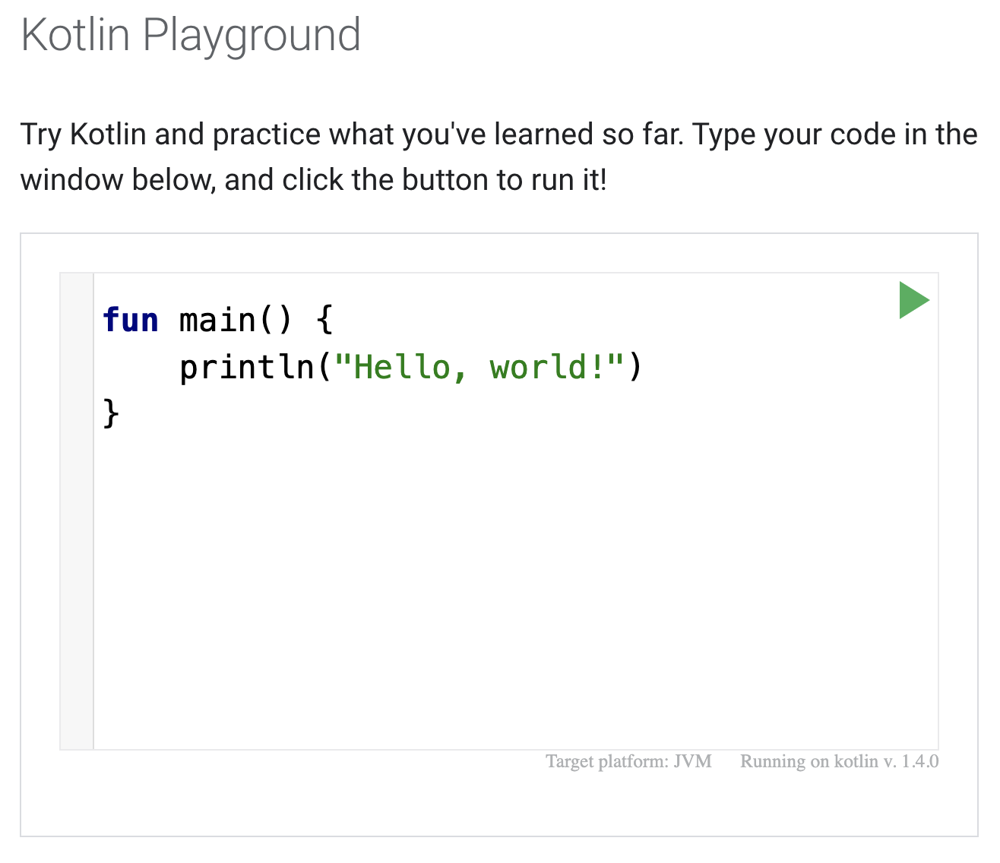 Kotlin Playground
Try Kotlin and practice what you've learned so far. Type your code in the
window below, and click the button to run it!
fun main() {
    println("Hello, world!")
}
Target platform: JVM Running on kotlin v. 1.4.0